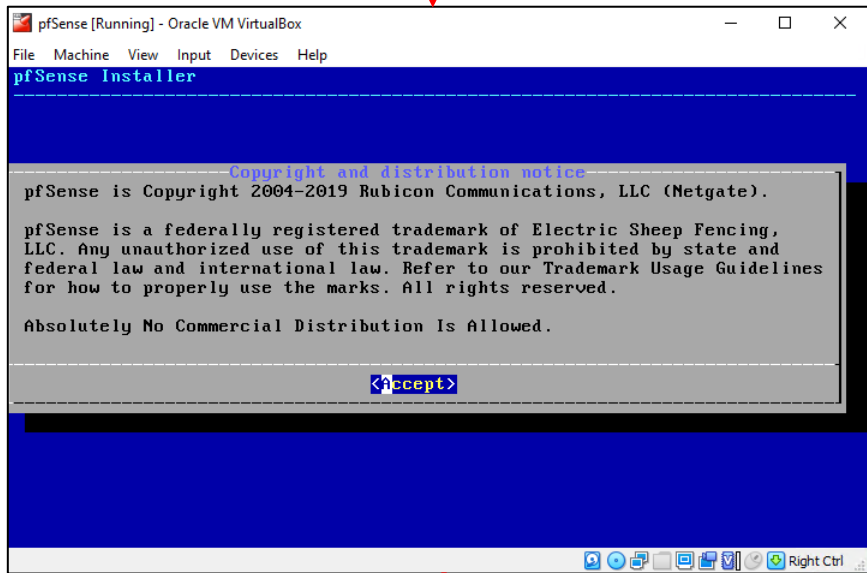 pfSense [Running] - Oracle VM VirtualBox
File Machine View Input Devices Help
pfSense Installer
Copyright and distribution notice
pfSense is Copyright 2004-2019 Rubicon Communications, LLC (Netgate).
pfSense is a federally registered trademark of Electric Sheep Fencing,
LLC. Any unauthorized use of this trademark is prohibited by state and
federal law and international law. Refer to our Trademark Usage Guidelines
for how to properly use the marks. All rights reserved.
Absolutely No Commercial Distribution Is Allowed.
<Accept>
Right Ctrl